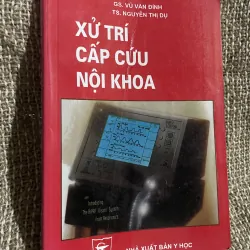 GS. VŨ VĂN ĐÍNH
TS. NGUYỄN THỊ DỤ
XỬ TRÍ
CẤP CỨU
NỘI KHOA
NHÀ XUẤT BẢN Y HỌC